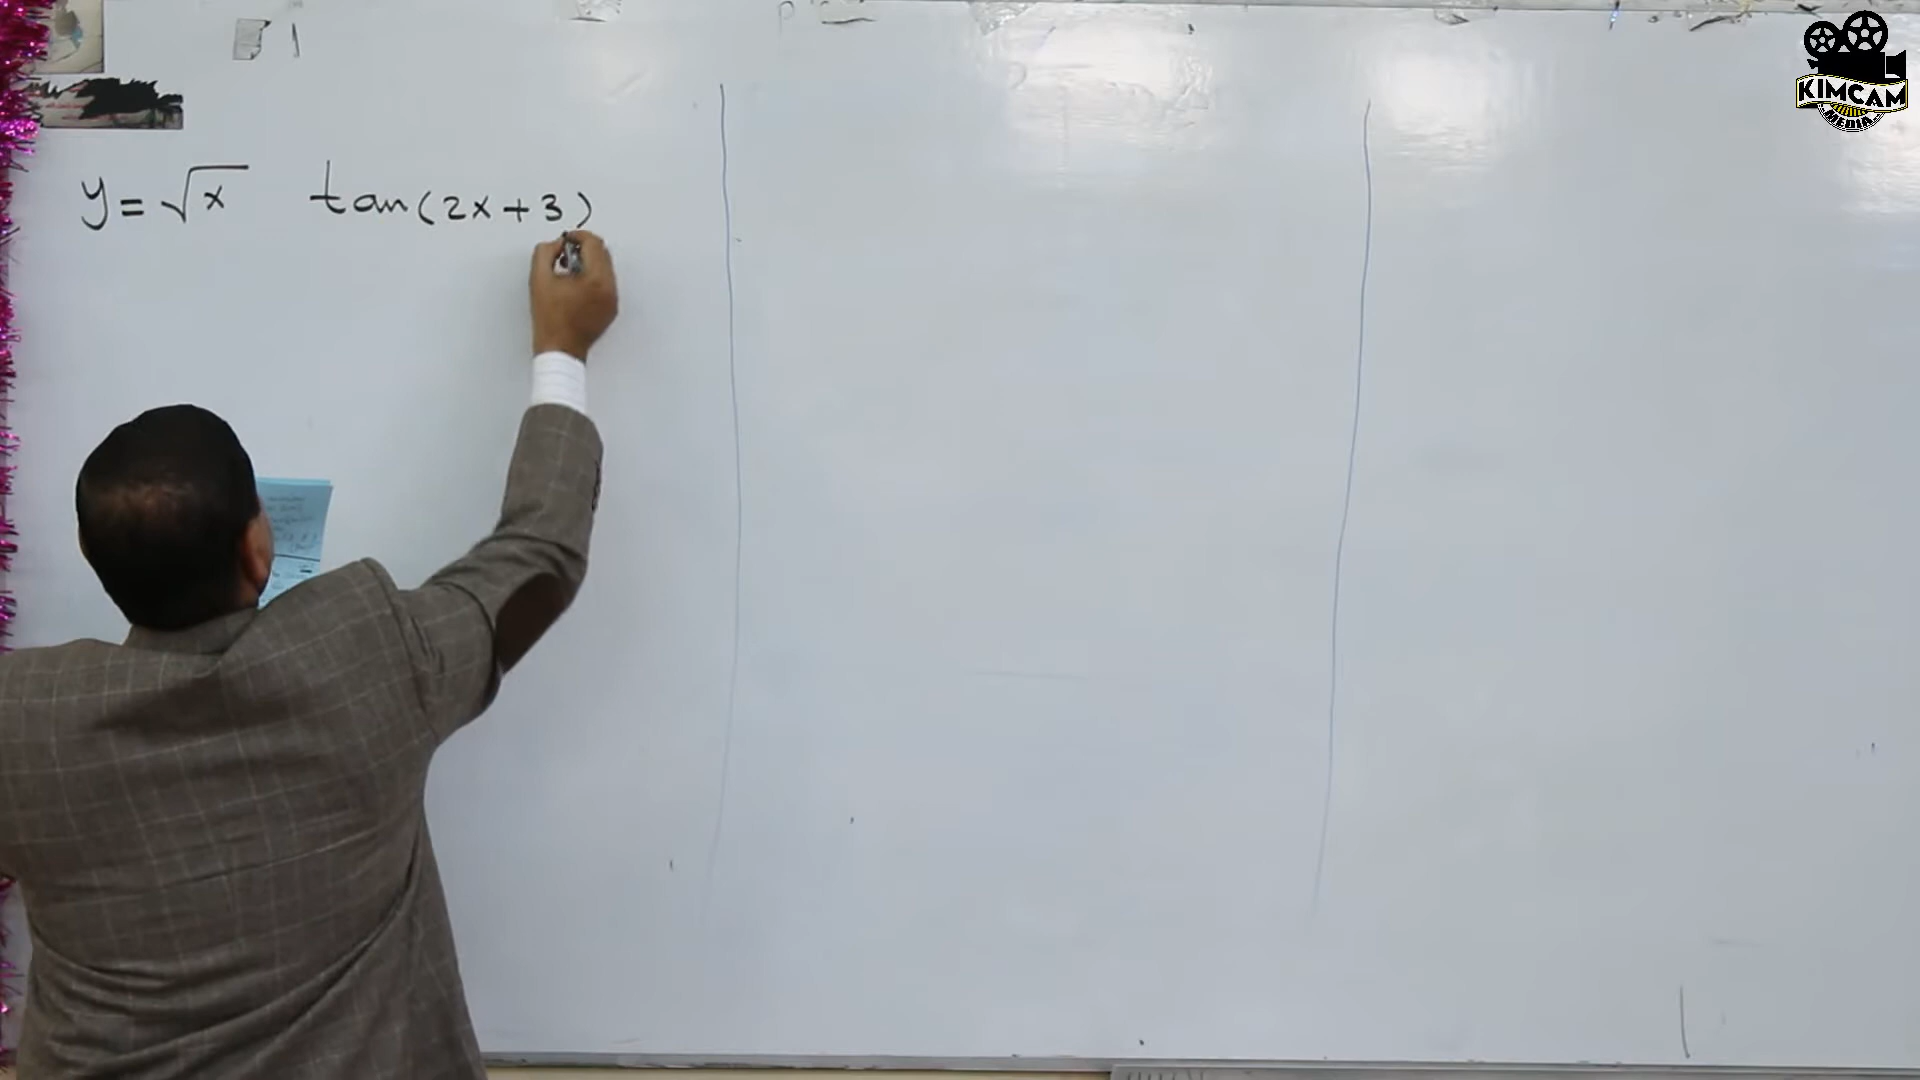 KIMCAM
MEDIA
y = √x tan(2x + 3)